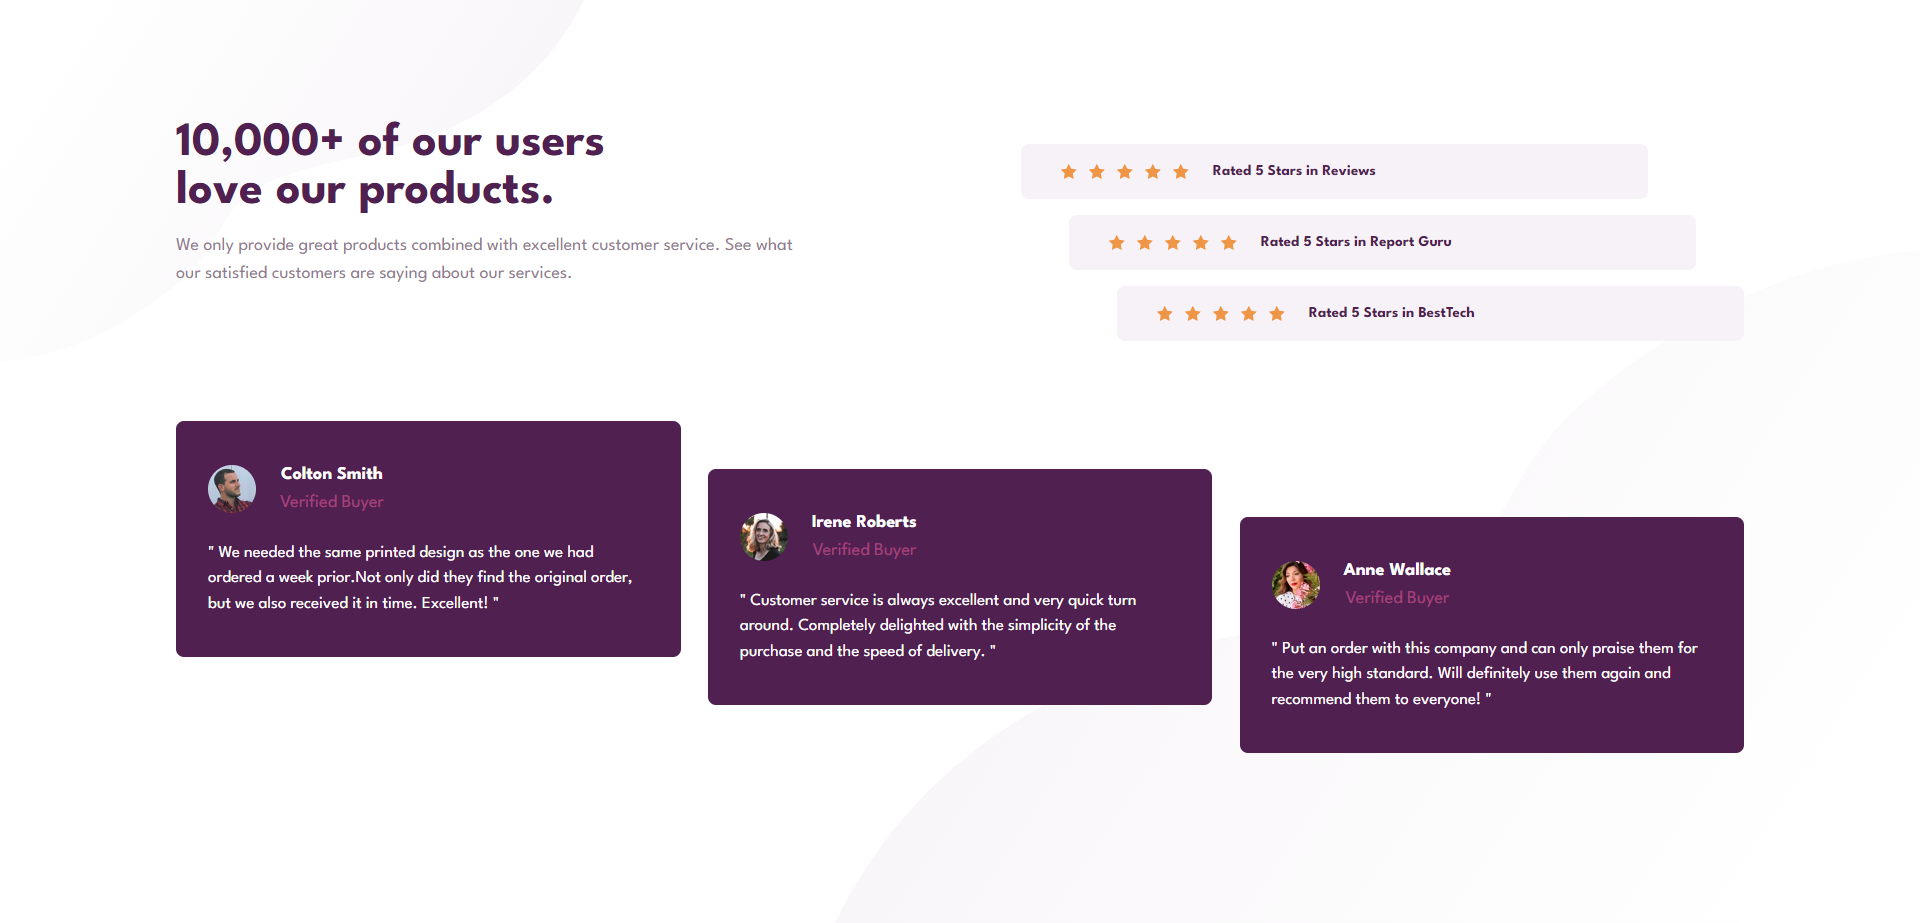 10,000+ of our users
love our products.
We only provide great products combined with excellent customer service. See what
our satisfied customers are saying about our services.
Rated 5 Stars in Reviews
Rated 5 Stars in Report Guru
Rated 5 Stars in BestTech
Colton Smith
Verified Buyer
" We needed the same printed design as the one we had
ordered a week prior.Not only did they find the original order,
but we also received it in time. Excellent! "
Irene Roberts
Verified Buyer
" Customer service is always excellent and very quick turn
around. Completely delighted with the simplicity of the
purchase and the speed of delivery. "
Anne Wallace
Verified Buyer
" Put an order with this company and can only praise them for
the very high standard. Will definitely use them again and
recommend them to everyone! "